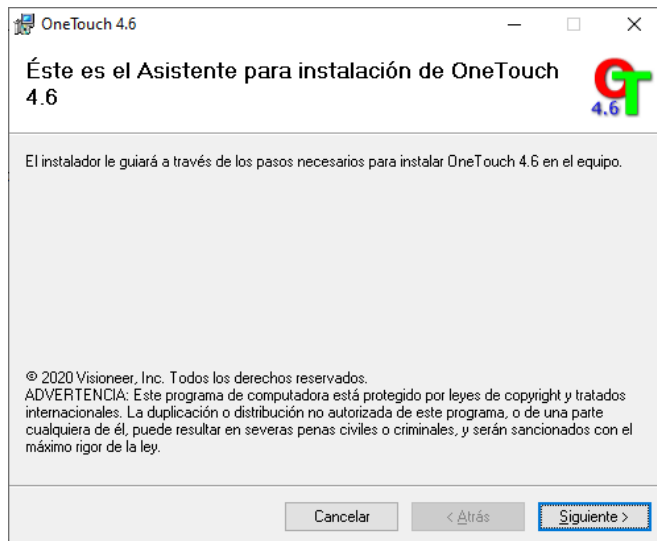 OneTouch 4.6
Éste es el Asistente para instalación de OneTouch
4.6
GT
4.6
El instalador le guiará a través de los pasos necesarios para instalar OneTouch 4.6 en el equipo.
© 2020 Visioneer, Inc. Todos los derechos reservados.
ADVERTENCIA: Este programa de computadora está protegido por leyes de copyright y tratados
internacionales. La duplicación o distribución no autorizada de este programa, o de una parte
cualquiera de él, puede resultar en severas penas civiles o criminales, y serán sancionados con el
máximo rigor de la ley.
Cancelar
< Atrás
Siguiente >